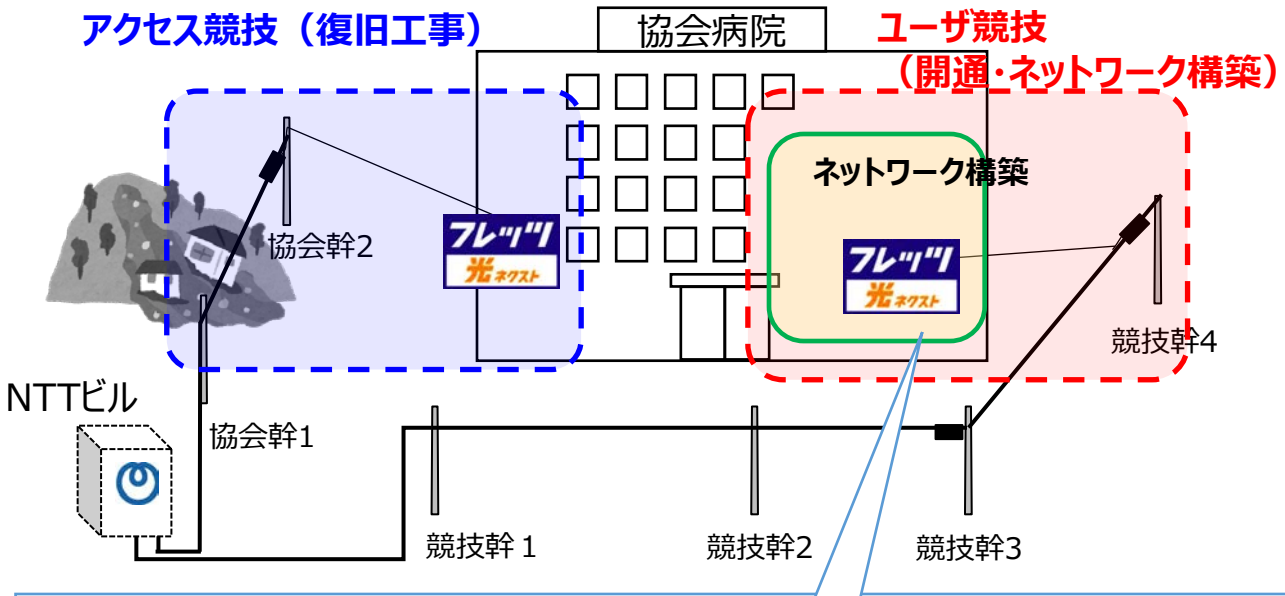 アクセス競技（復旧工事）
協会病院
ユーザ競技
（開通・ネットワーク構築）
ネットワーク構築
協会幹2
フレッツ
光ネクスト
フレッツ
光ネクスト
競技幹4
NTTビル
協会幹1
競技幹１
競技幹2
競技幹3